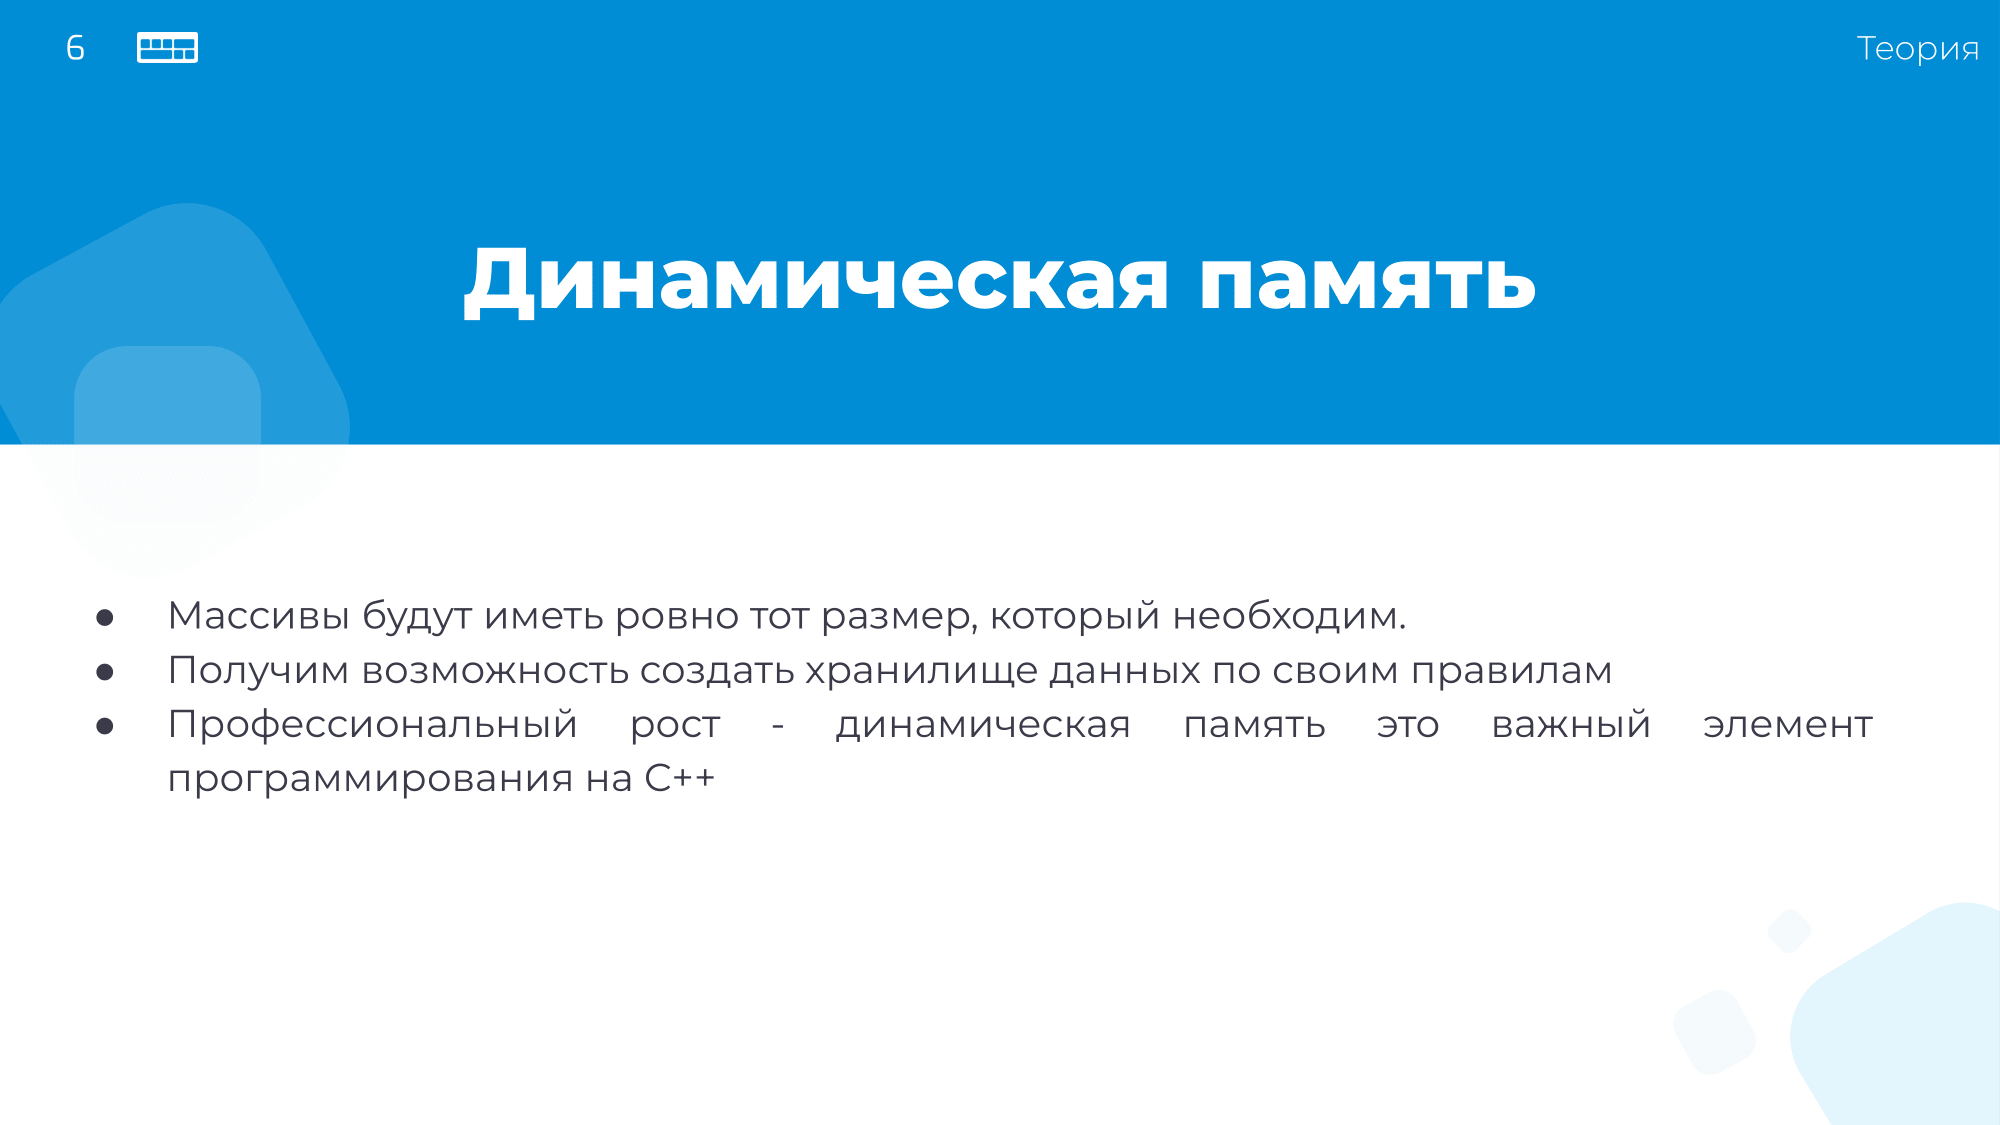 6
Теория
Динамическая память
● Массивы будут иметь ровно тот размер, который необходим.
● Получим возможность создать хранилище данных по своим правилам
● Профессиональный рост - динамическая память это важный элемент
программирования на C++